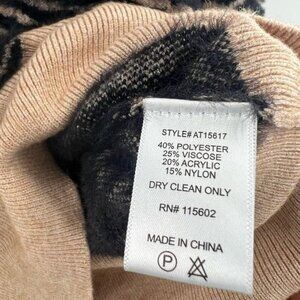 STYLE# AT15617
40% POLYESTER
25% VISCOSE
20% ACRYLIC
15% NYLON
DRY CLEAN ONLY
RN# 115602
MADE IN CHINA
P